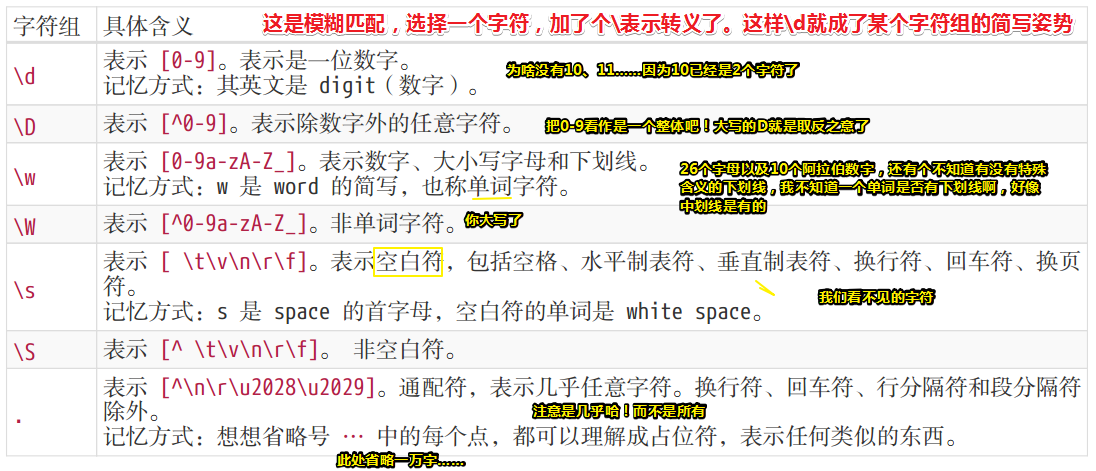 字符组 具体含义 这是模糊匹配，选择一个字符，加了个\表示转义了。这样\d就成了某个字符组的简写姿势
\d
表示 [0-9]。表示是一位数字。
为啥没有10、11……因为10已经是2个字符了
记忆方式：其英文是 digit（数字）。
\D
表示 [^0-9]。表示除数字外的任意字符。
把0-9看作是一个整体吧！大写的D就是取反之意了
\w
表示 [0-9a-zA-Z_]。表示数字、大小写字母和下划线。
记忆方式：w 是 word 的简写，也称单词字符。
26个字母以及10个阿拉伯数字，还有个不知道有没有特殊
含义的下划线，我不知道一个单词是否有下划线啊，好像
中划线是有的
\W
表示 [^0-9a-zA-Z_]。非单词字符。
你大写了
\s
表示 [ \t\v\n\r\f]。表示空白符，包括空格、水平制表符、垂直制表符、换行符、回车符、换页
符。
我们看不见的字符
记忆方式：s 是 space 的首字母，空白符的单词是 white space。
\S
表示 [^ \t\v\n\r\f]。 非空白符。
.
表示 [^\n\r\u2028\u2029]。通配符，表示几乎任意字符。换行符、回车符、行分隔符和段分隔符
除外。
注意是几乎哈！而不是所有
记忆方式：想想省略号 … 中的每个点，都可以理解成占位符，表示任何类似的东西。
此处省略一万字……